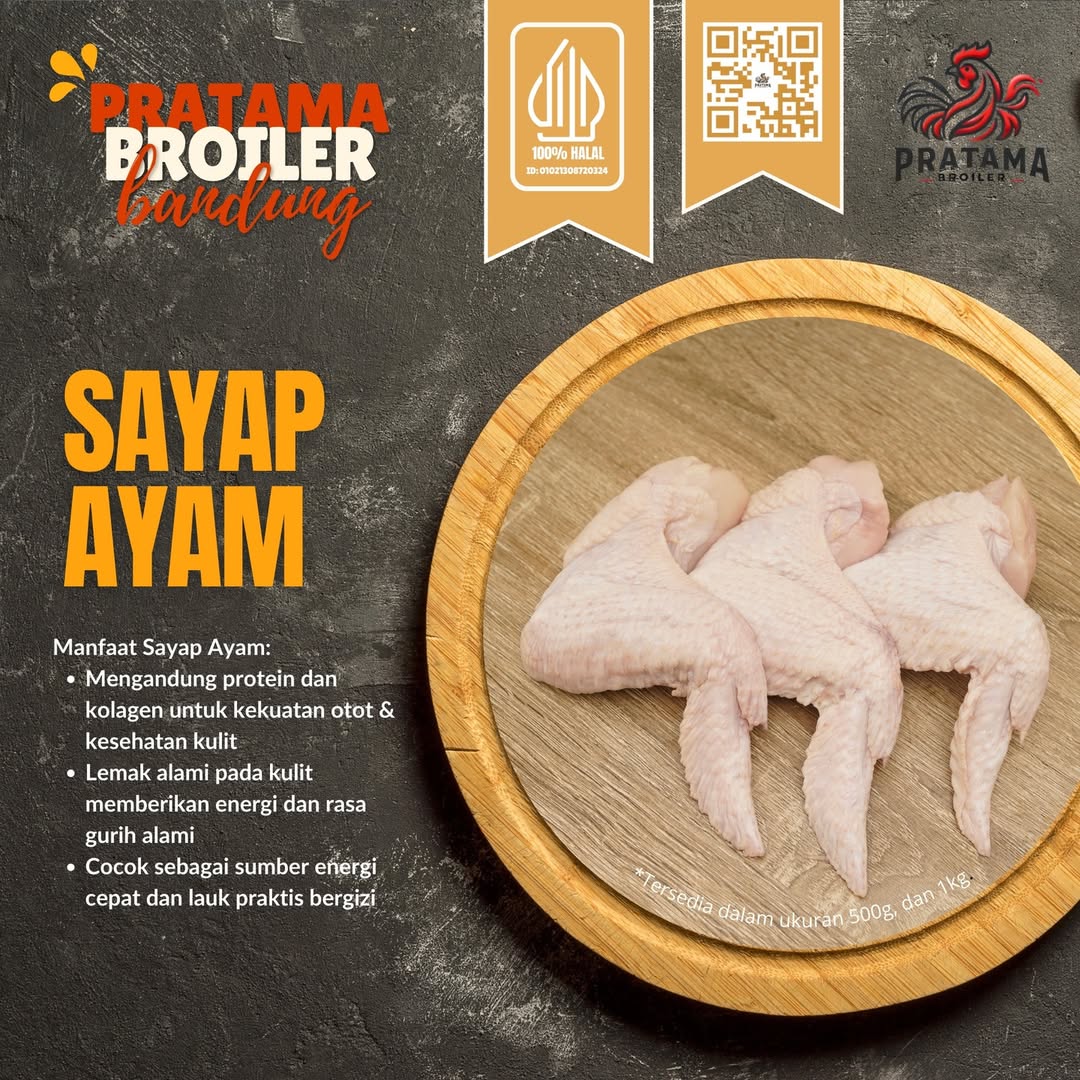 PRATAMA
BROILER
bandung
100% HALAL
ID: 01021308720324
PRATAMA
BROILER
SAYAP
AYAM
Manfaat Sayap Ayam:
• Mengandung protein dan
kolagen untuk kekuatan otot &
kesehatan kulit
• Lemak alami pada kulit
memberikan energi dan rasa
gurih alami
• Cocok sebagai sumber energi
cepat dan lauk praktis bergizi
*Tersedia dalam ukuran 500g, dan 1kg.